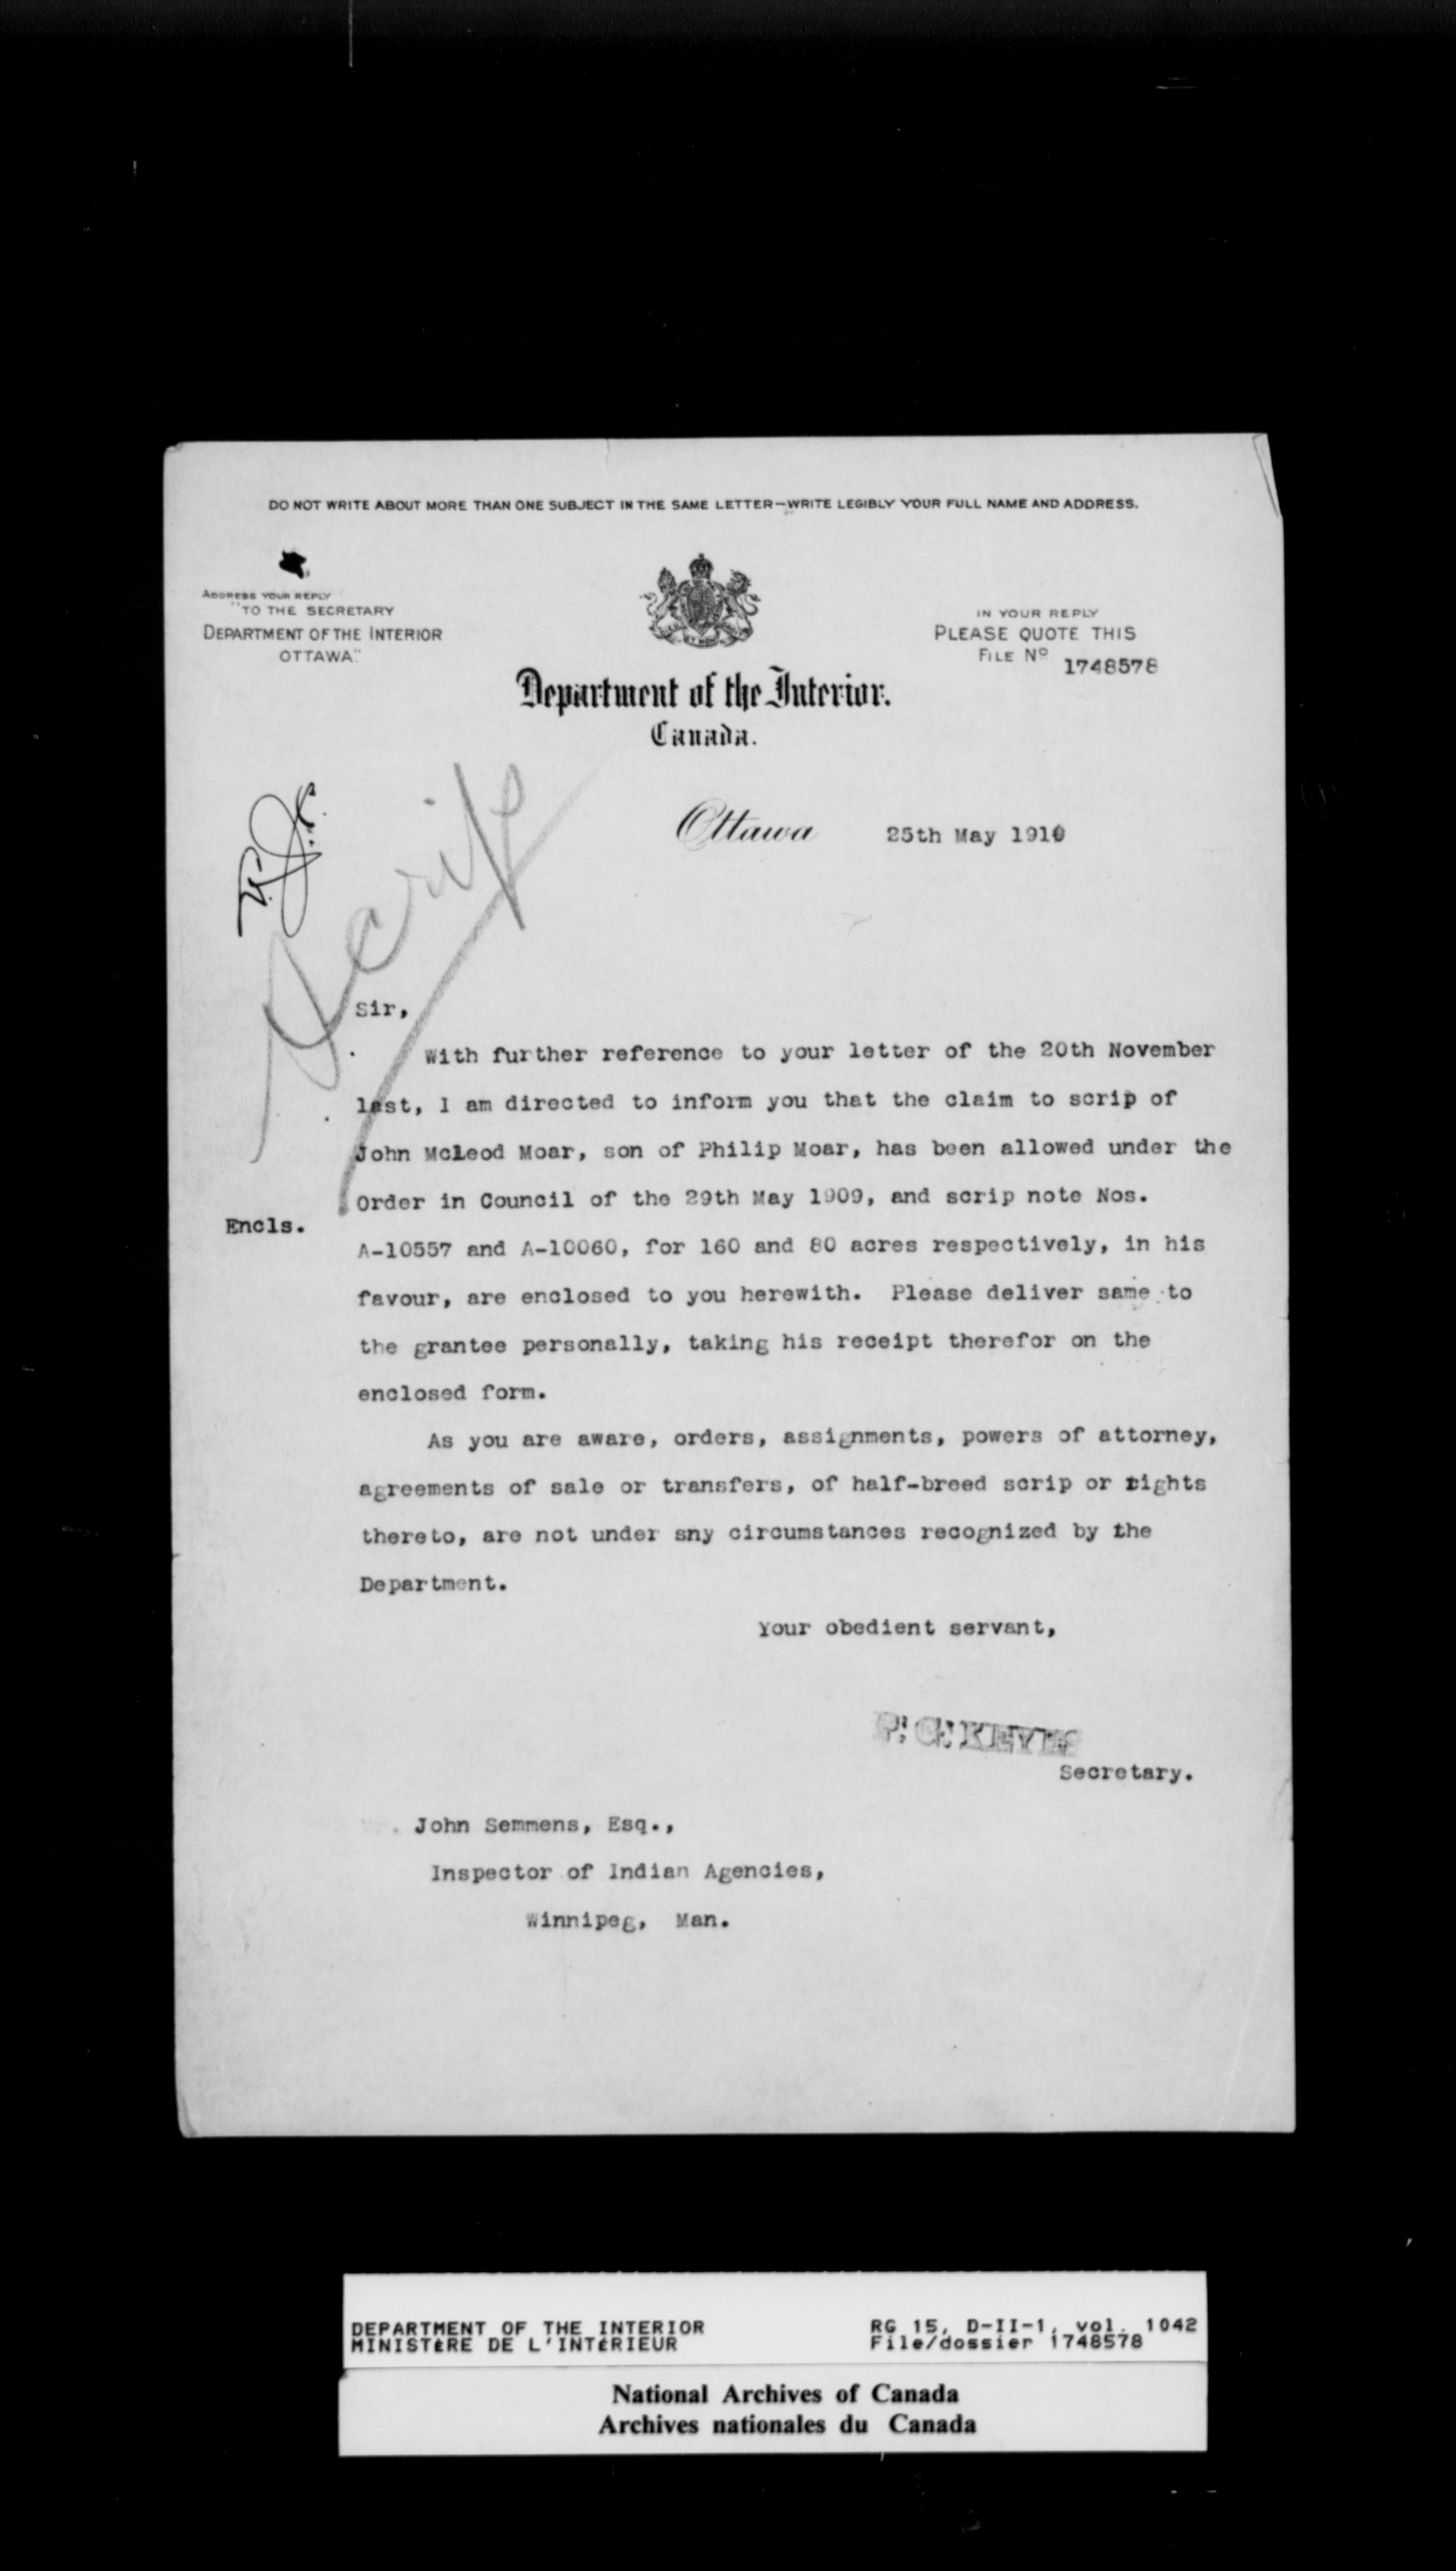 DO NOT WRITE ABOUT MORE THAN ONE SUBJECT IN THE SAME LETTER—WRITE LEGIBLY YOUR FULL NAME AND ADDRESS.
ADDRESS YOUR REPLY
"TO THE SECRETARY
DEPARTMENT OF THE INTERIOR
OTTAWA."
IN YOUR REPLY
PLEASE QUOTE THIS
FILE No 1748578
Department of the Interior.
Canada.
Ottawa 25th May 1910
Scrip
Sir,
With further reference to your letter of the 20th November
last, I am directed to inform you that the claim to scrip of
John McLeod Moar, son of Philip Moar, has been allowed under the
Order in Council of the 29th May 1909, and scrip note Nos.
Encls.
A-10557 and A-10060, for 160 and 80 acres respectively, in his
favour, are enclosed to you herewith. Please deliver same to
the grantee personally, taking his receipt therefor on the
enclosed form.
As you are aware, orders, assignments, powers of attorney,
agreements of sale or transfers, of half-breed scrip or rights
thereto, are not under sny circumstances recognized by the
Department.
Your obedient servant,
P. G. KEYES
Secretary.
John Semmens, Esq.,
Inspector of Indian Agencies,
Winnipeg, Man.
DEPARTMENT OF THE INTERIOR
MINISTÈRE DE L'INTÉRIEUR
RG 15, D-II-1, vol. 1042
File/dossier 1748578
National Archives of Canada
Archives nationales du Canada